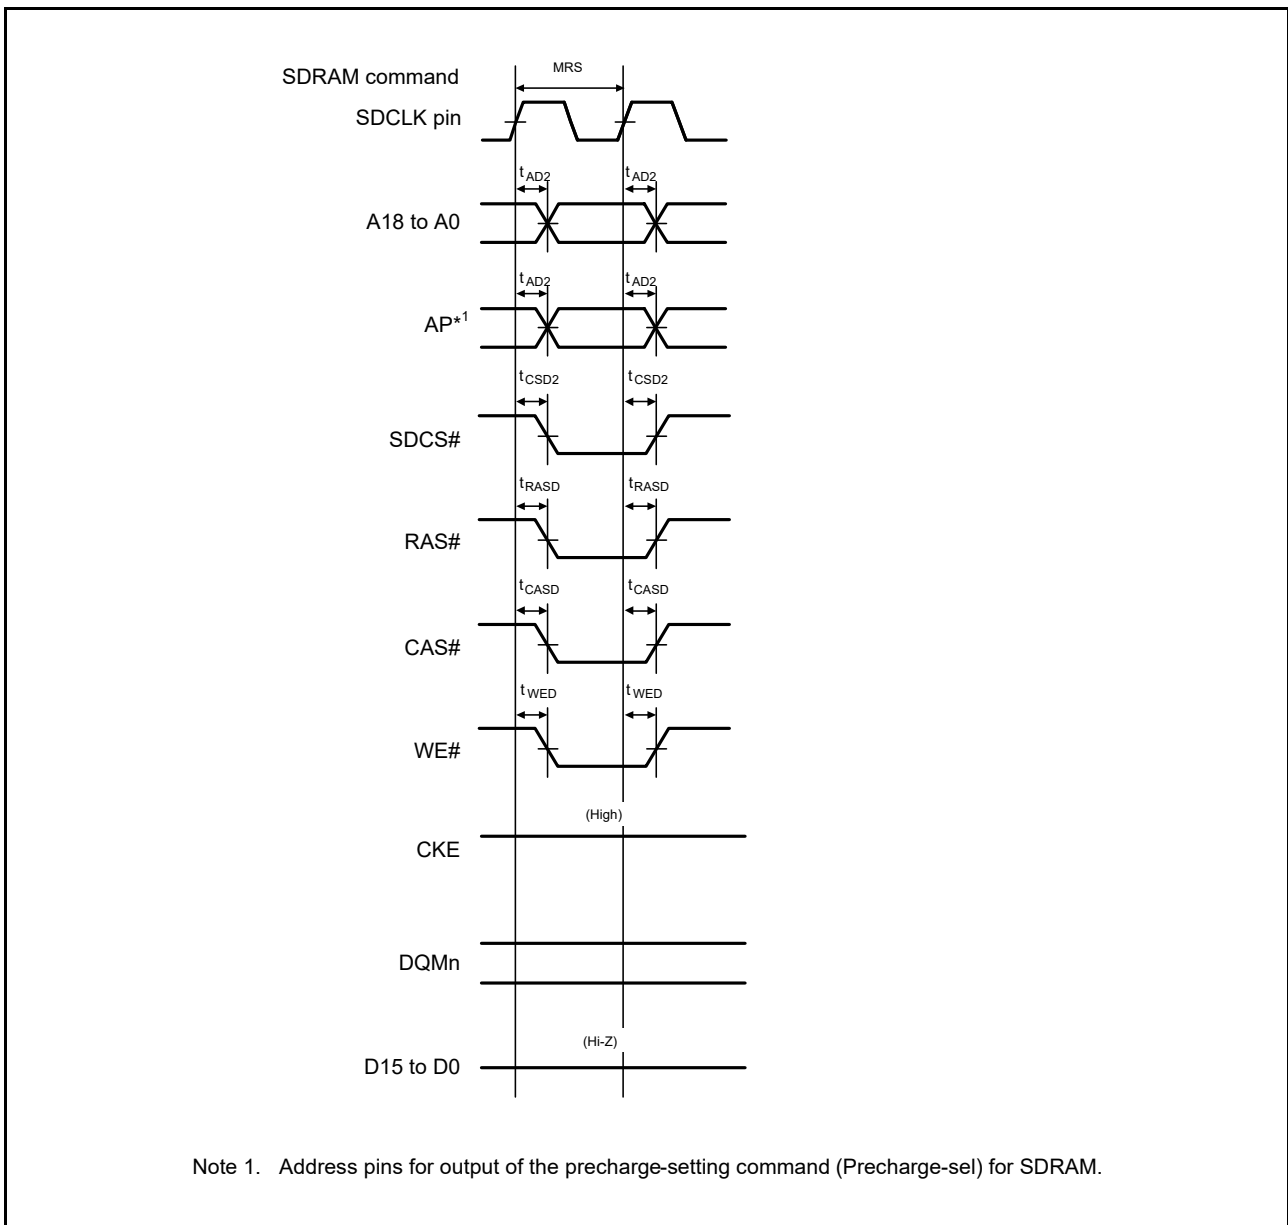 SDRAM command
MRS
SDCLK pin
tAD2 tAD2
A18 to A0
tAD2 tAD2
AP*1
tCSD2 tCSD2
SDCS#
tRASD tRASD
RAS#
tCASD tCASD
CAS#
tWED tWED
WE#
(High)
CKE
DQMn
(Hi-Z)
D15 to D0
Note 1. Address pins for output of the precharge-setting command (Precharge-sel) for SDRAM.